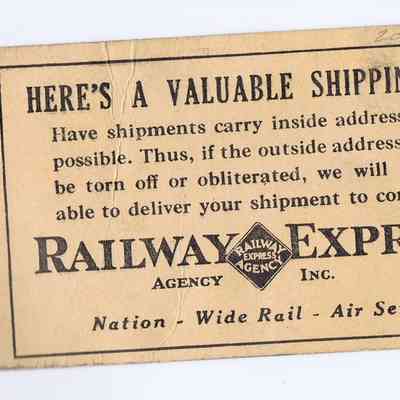 HERE'S A VALUABLE SHIPPIN
Have shipments carry inside address
possible. Thus, if the outside address
be torn off or obliterated, we will
able to deliver your shipment to con
RAILWAY RAILWAY EXPRESS AGENCY EXPR
AGENCY INC.
Nation - Wide Rail - Air Se